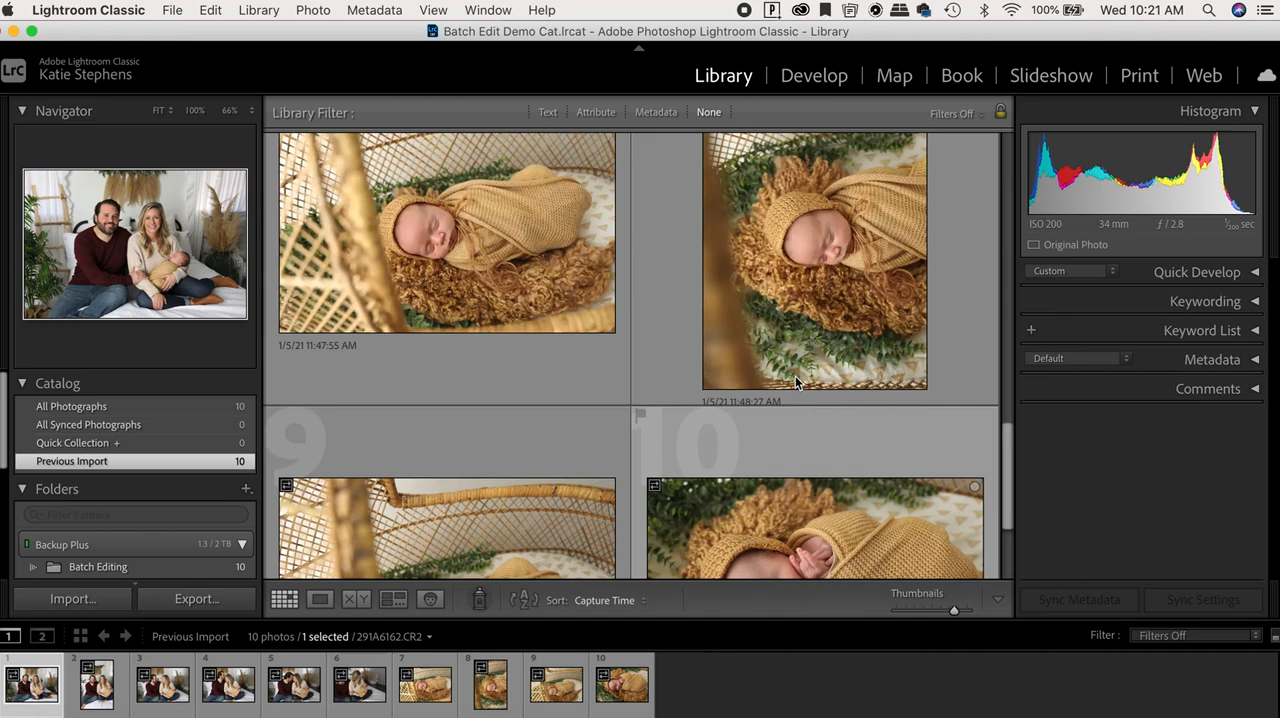 Lightroom Classic File Edit Library Photo Metadata View Window Help 100% Wed 10:21 AM
Batch Edit Demo Cat.lrcat - Adobe Photoshop Lightroom Classic - Library
LrC Adobe Lightroom Classic
Katie Stephens
Library | Develop | Map | Book | Slideshow | Print | Web
Navigator FIT 100% 66%
Library Filter : Text Attribute Metadata None Filters Off
Histogram
ISO 200 34 mm ƒ / 2.8 1/200 sec
Original Photo
Custom Quick Develop
Keywording
+ Keyword List
Default Metadata
Comments
1/5/21 11:47:55 AM
1/5/21 11:48:27 AM
9
10
Catalog
All Photographs 10
All Synced Photographs 0
Quick Collection + 0
Previous Import 10
Folders +
Filter Folders
Backup Plus 1.3 / 2 TB
Batch Editing 10
Import... Export...
XY Sort: Capture Time Thumbnails
Sync Metadata Sync Settings
1 2 Previous Import 10 photos / 1 selected / 291A6162.CR2 Filter : Filters Off
1 2 3 4 5 6 7 8 9 10